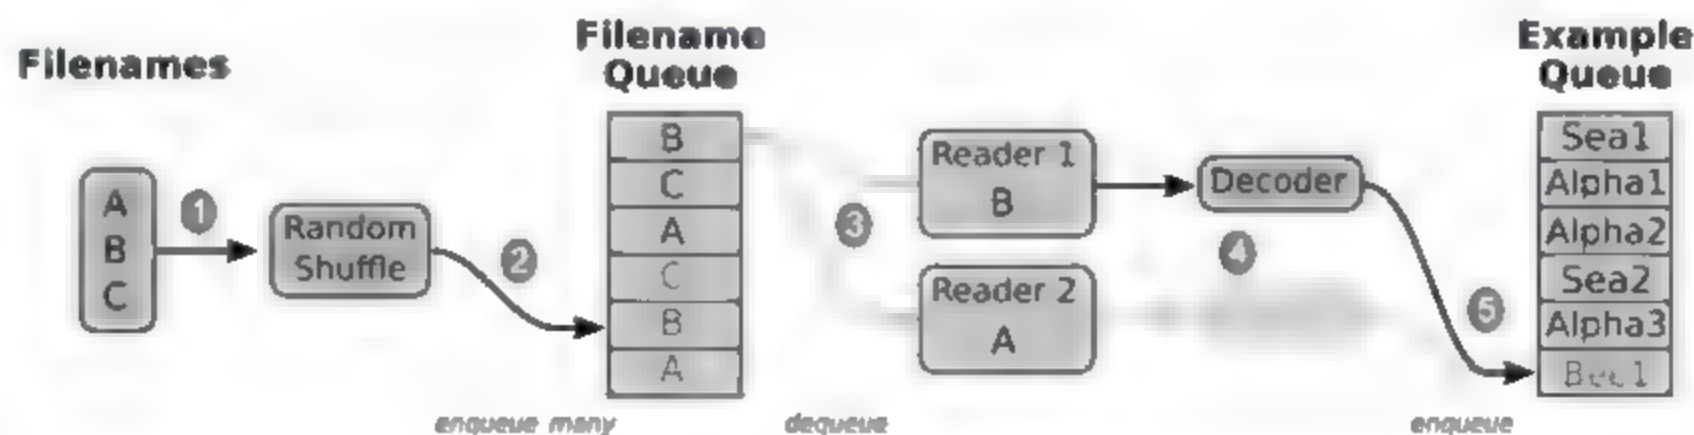 Filenames
A
B
C
1
Random
Shuffle
2
Filename
Queue
B
C
A
C
B
A
enqueue many
3
dequeue
Reader 1
B
Reader 2
A
Decoder
4
5
enqueue
Example
Queue
Sea1
Alpha1
Alpha2
Sea2
Alpha3